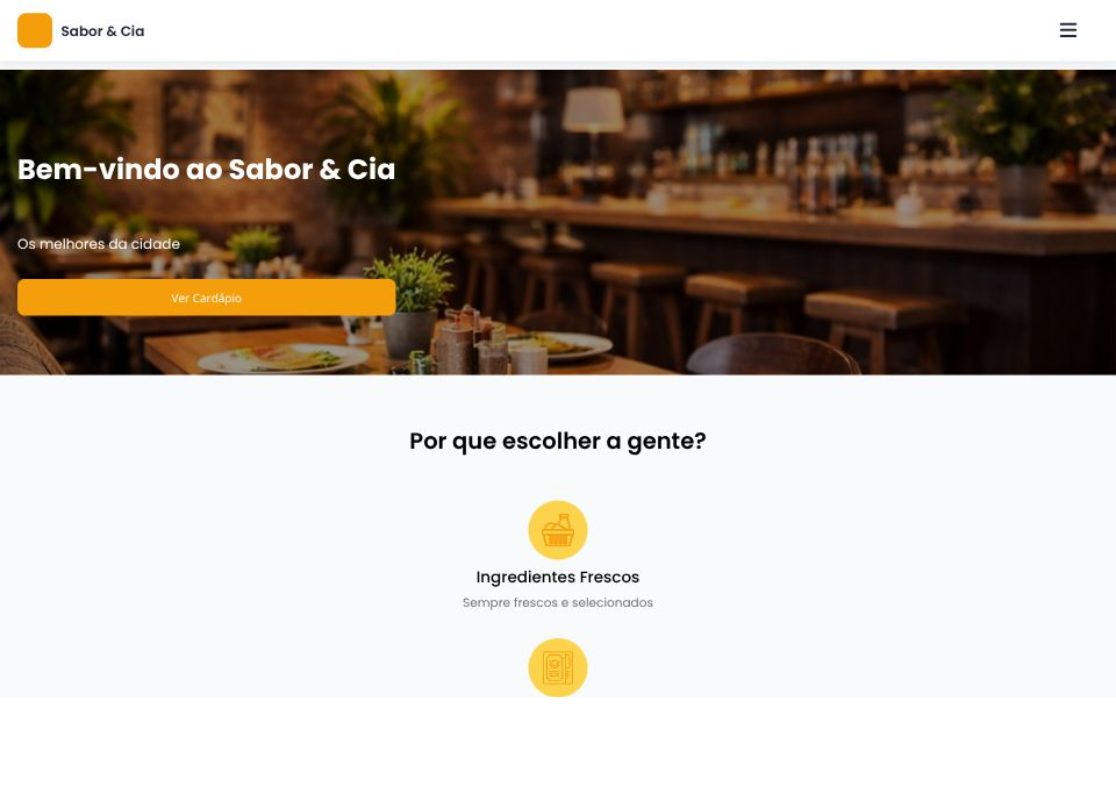 Sabor & Cia
Bem-vindo ao Sabor & Cia
Os melhores da cidade
Ver Cardápio
Por que escolher a gente?
Ingredientes Frescos
Sempre frescos e selecionados